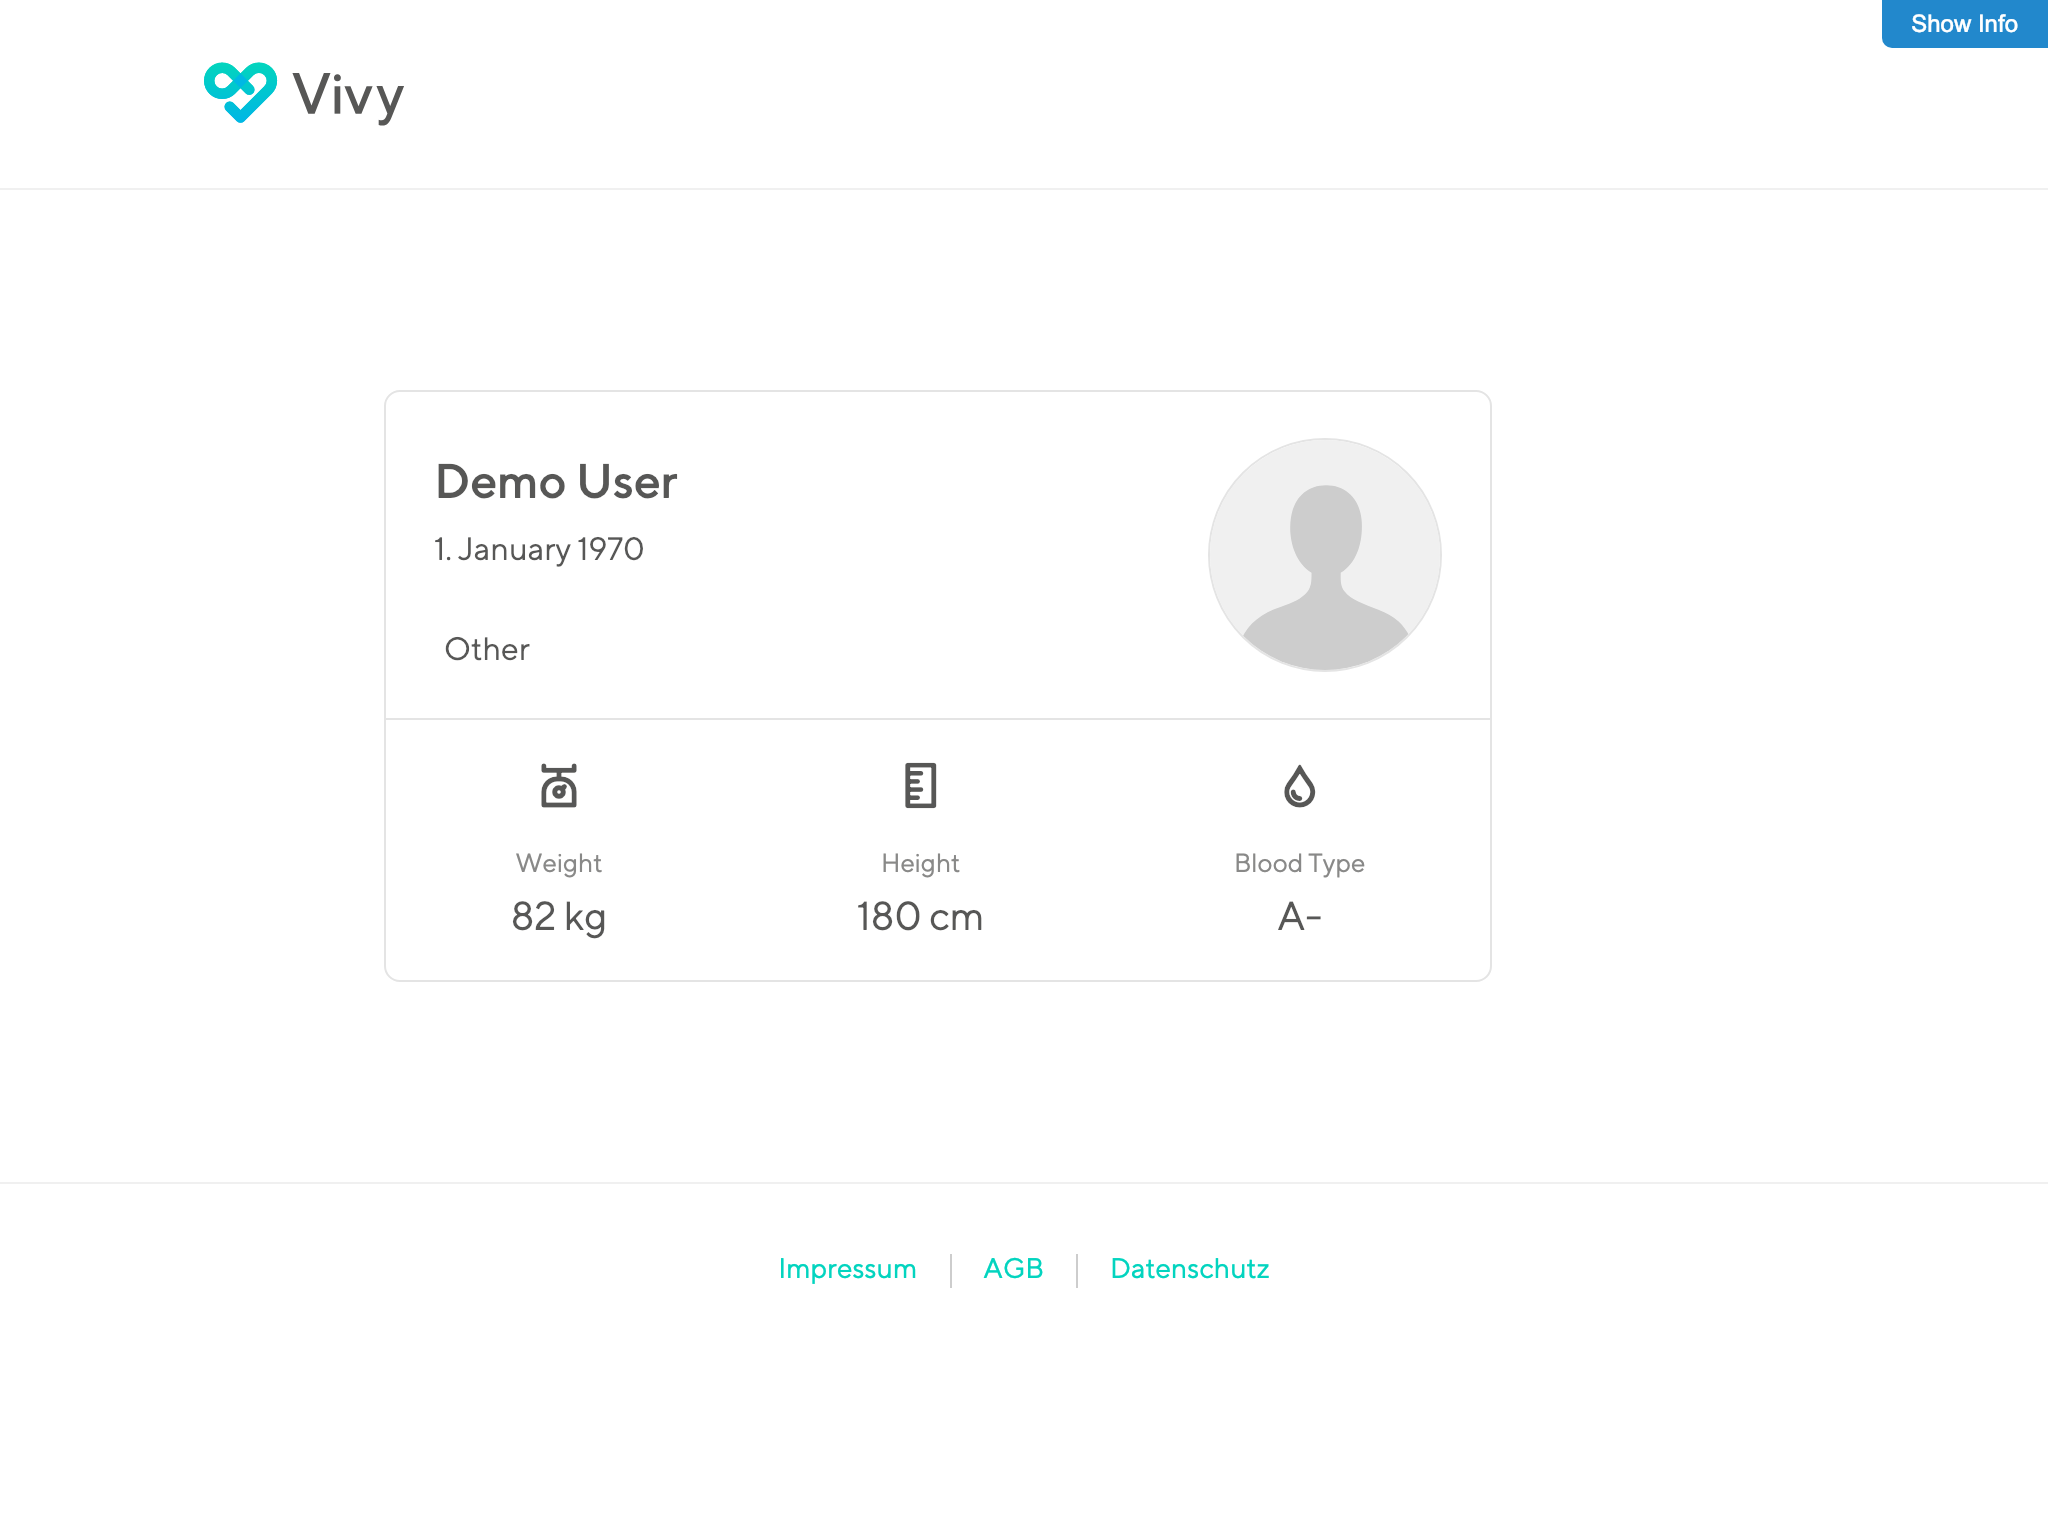 Show Info
Vivy
Demo User
1. January 1970
Other
Weight
82 kg
Height
180 cm
Blood Type
A-
Impressum
AGB
Datenschutz